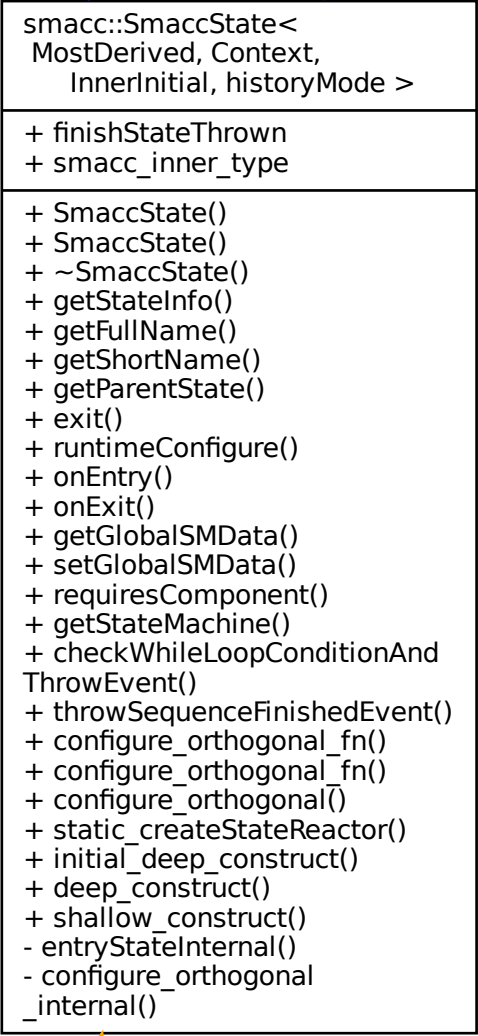 smacc::SmaccState<
MostDerived, Context,
InnerInitial, historyMode >
+ finishStateThrown
+ smacc_inner_type
+ SmaccState()
+ SmaccState()
+ ~SmaccState()
+ getStateInfo()
+ getFullName()
+ getShortName()
+ getParentState()
+ exit()
+ runtimeConfigure()
+ onEntry()
+ onExit()
+ getGlobalSMData()
+ setGlobalSMData()
+ requiresComponent()
+ getStateMachine()
+ checkWhileLoopConditionAnd
ThrowEvent()
+ throwSequenceFinishedEvent()
+ configure_orthogonal_fn()
+ configure_orthogonal_fn()
+ configure_orthogonal()
+ static_createStateReactor()
+ initial_deep_construct()
+ deep_construct()
+ shallow_construct()
- entryStateInternal()
- configure_orthogonal
_internal()